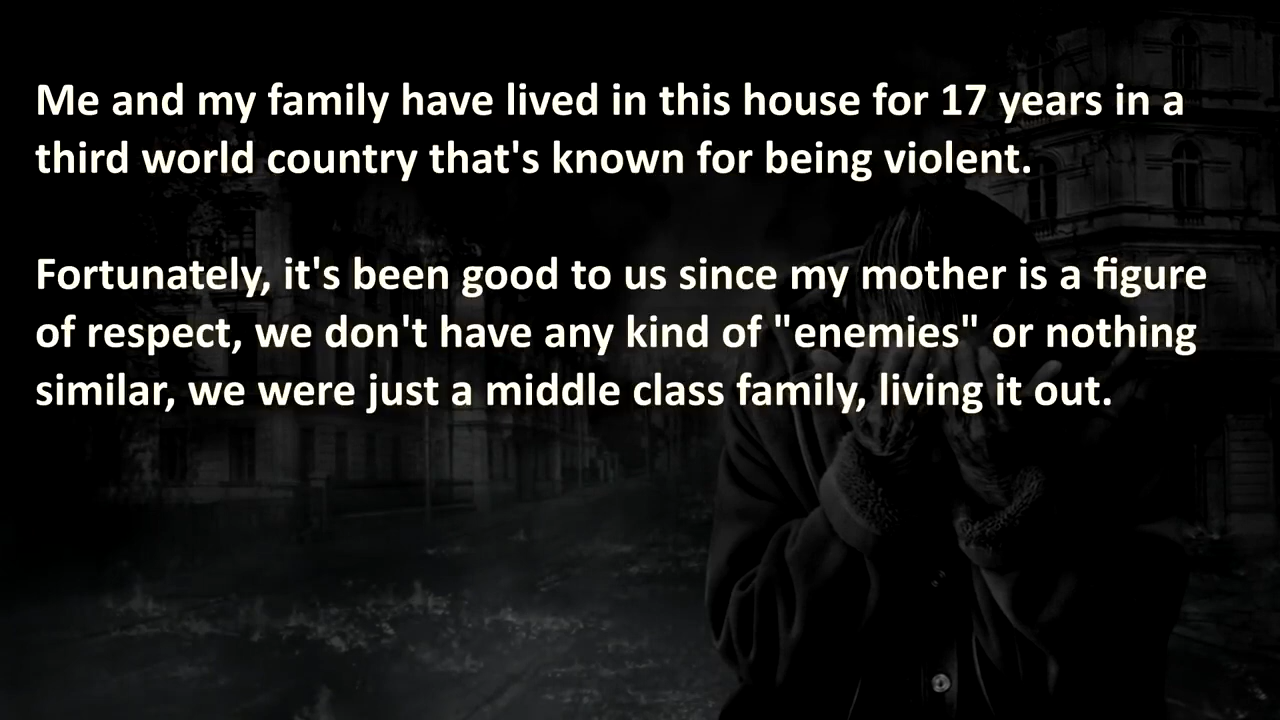 Me and my family have lived in this house for 17 years in a
third world country that's known for being violent.
Fortunately, it's been good to us since my mother is a figure
of respect, we don't have any kind of "enemies" or nothing
similar, we were just a middle class family, living it out.